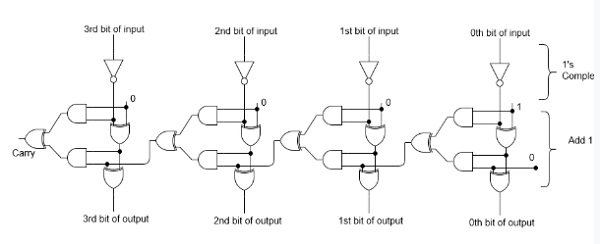 3rd bit of input
2nd bit of input
1st bit of input
0th bit of input
1's
Comple
0
0
0
1
Add 1
Carry
0
3rd bit of output
2nd bit of output
1st bit of output
0th bit of output